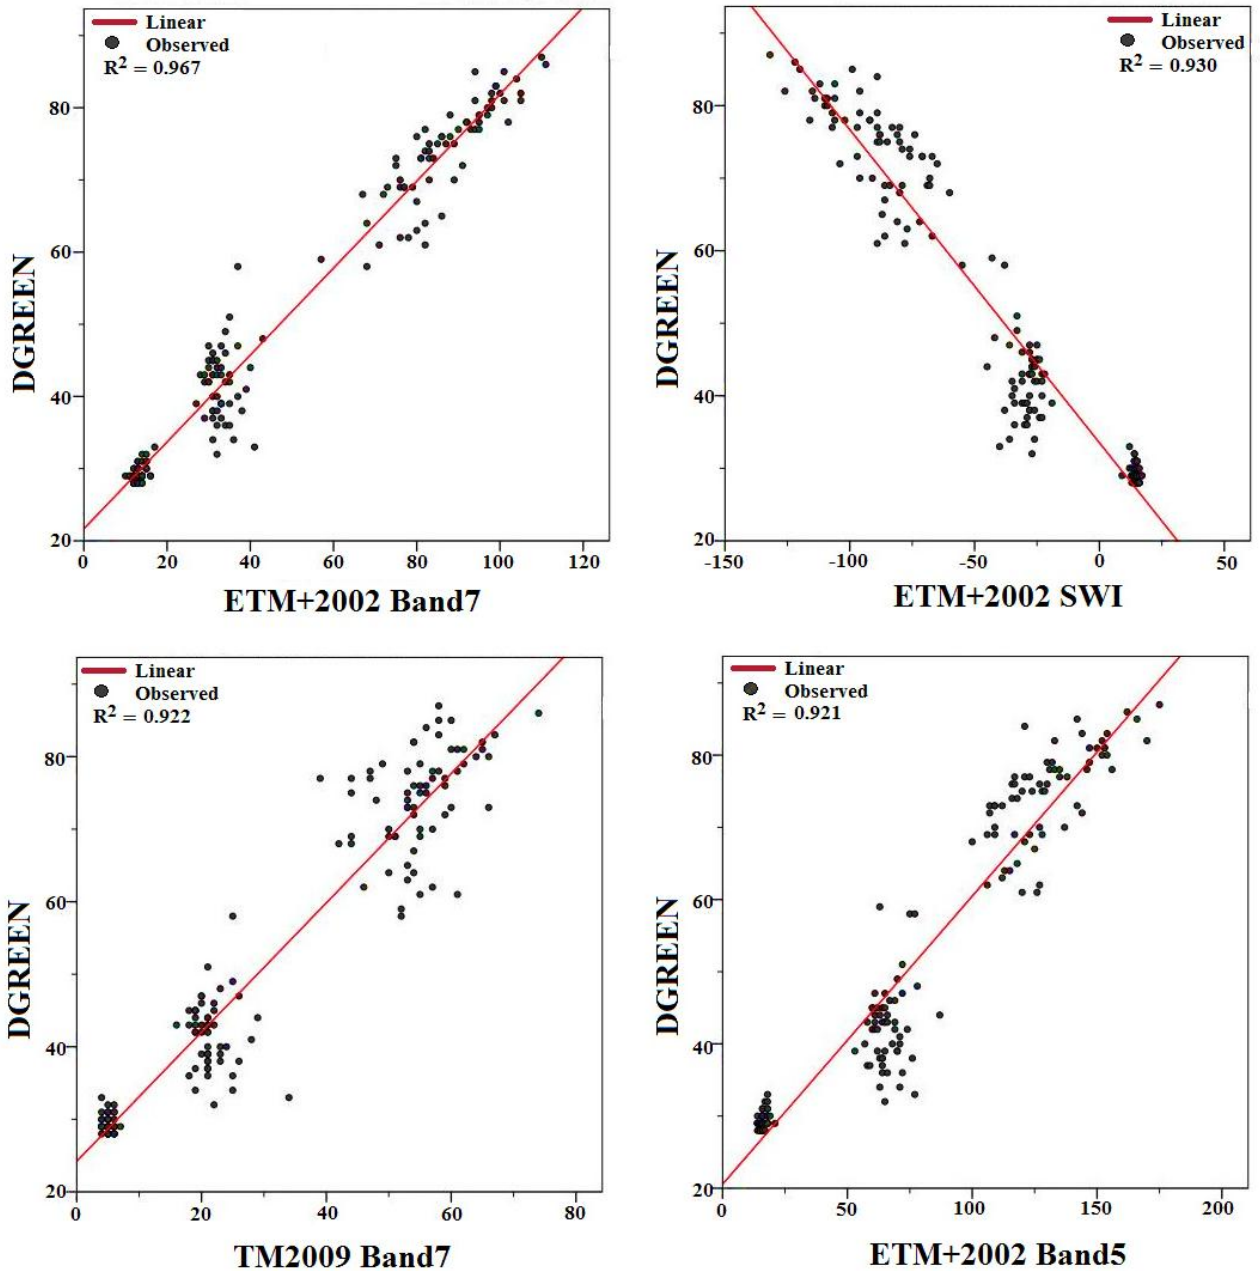 Linear
Observed
R² = 0.967
DGREEN
80
60
40
20
0 20 40 60 80 100 120
ETM+2002 Band7
Linear
Observed
R² = 0.930
DGREEN
80
60
40
20
-150 -100 -50 0 50
ETM+2002 SWI
Linear
Observed
R² = 0.922
DGREEN
80
60
40
20
0 20 40 60 80
TM2009 Band7
Linear
Observed
R² = 0.921
DGREEN
80
60
40
20
0 50 100 150 200
ETM+2002 Band5